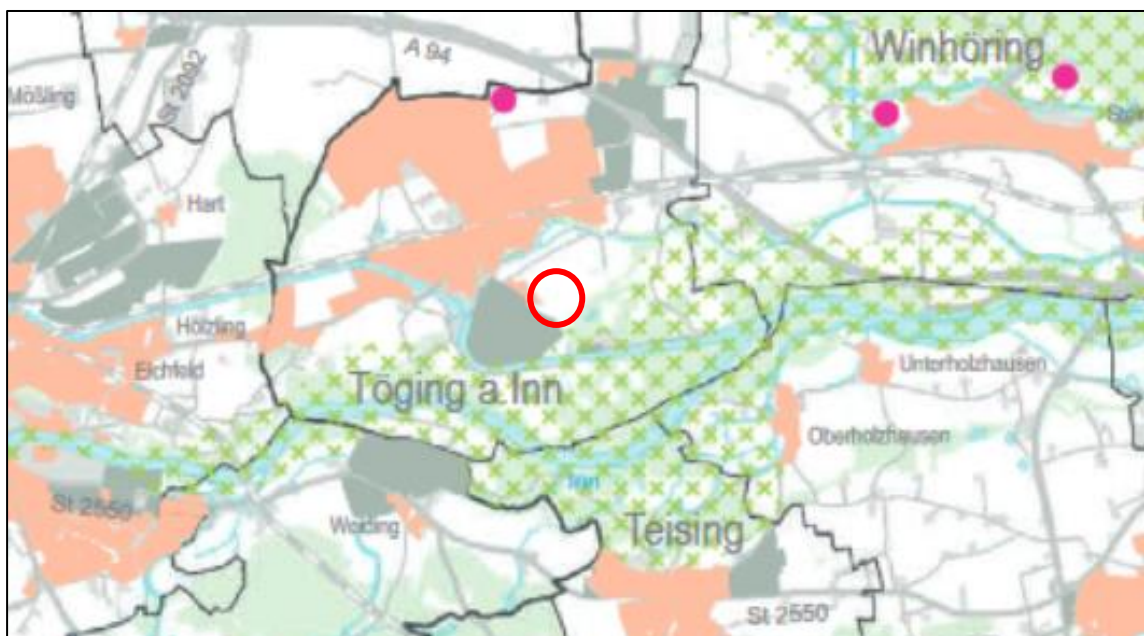 A 94
Winhöring
Mößling
St 2092
Hart
Hölzling
Eichfeld
Töging a.Inn
Unterholzhausen
Oberholzhausen
St 2550
Inn
Weiding
Teising
St 2550